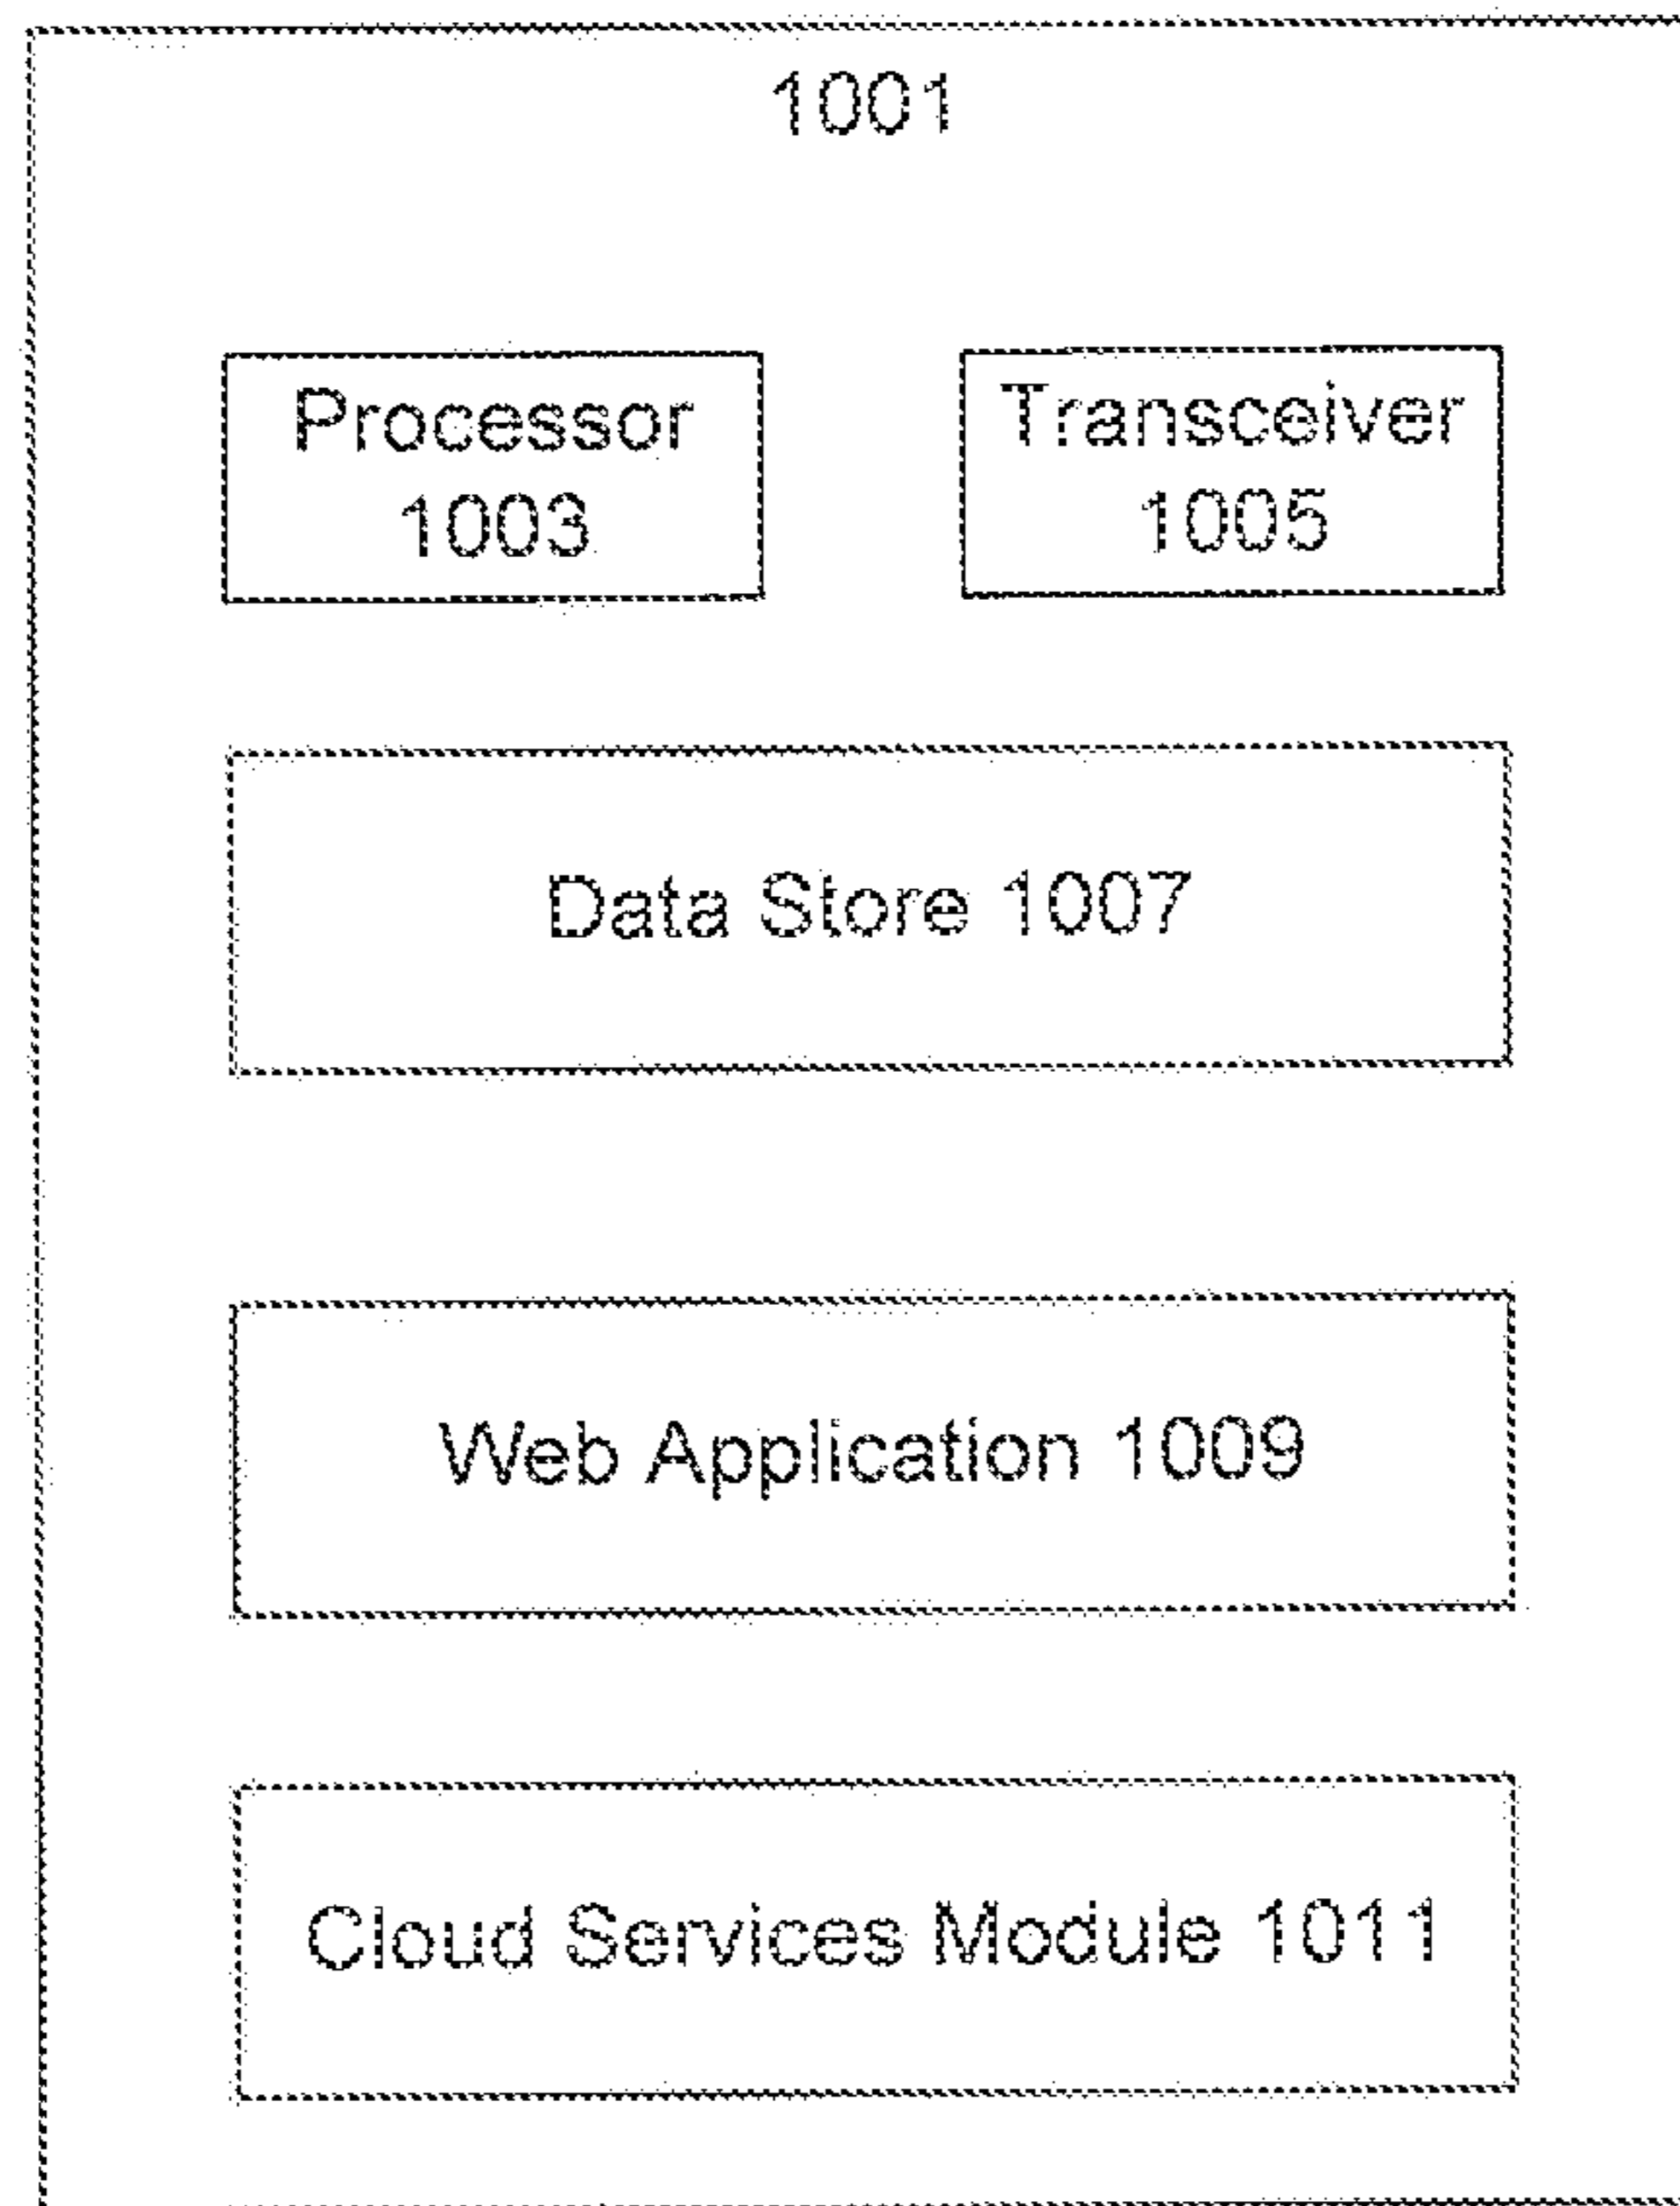 1001
Processor
1003
Transceiver
1005
Data Store 1007
Web Application 1009
Cloud Services Module 1011